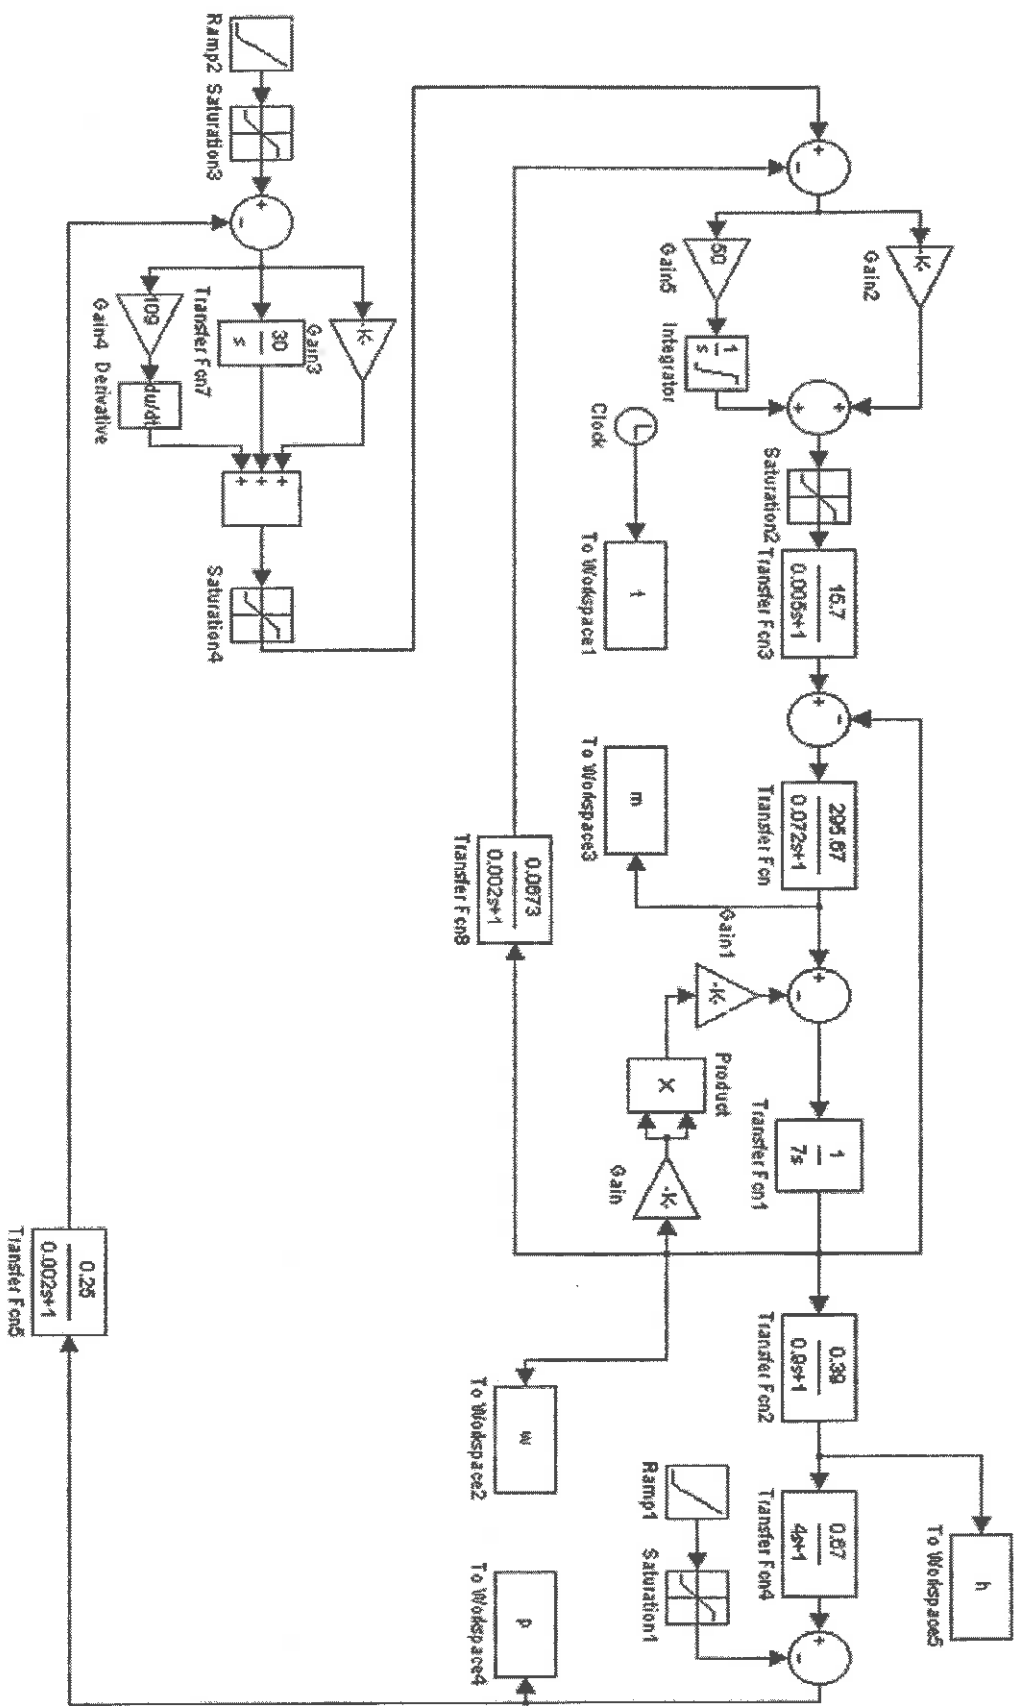 Ramp2
Saturation3
+
-
-K-
Gain3
30
s
Transfer Fcn7
109
Gain4
du/dt
Derivative
+
+
+
Saturation4
+
-
-K-
Gain2
50
Gain5
1
s
Integrator
+
+
Saturation2
15.7
0.005s+1
Transfer Fcn3
Clock
t
To Workspace1
+
-
295.67
0.072s+1
Transfer Fcn
m
To Workspace3
+
-
-K-
Gain1
X
Product
-K-
Gain
1
7s
Transfer Fcn1
0.0673
0.002s+1
Transfer Fcn8
0.39
0.9s+1
Transfer Fcn2
w
To Workspace2
h
To Workspace5
0.87
4s+1
Transfer Fcn4
Ramp1
Saturation1
+
-
p
To Workspace4
0.25
0.002s+1
Transfer Fcn5